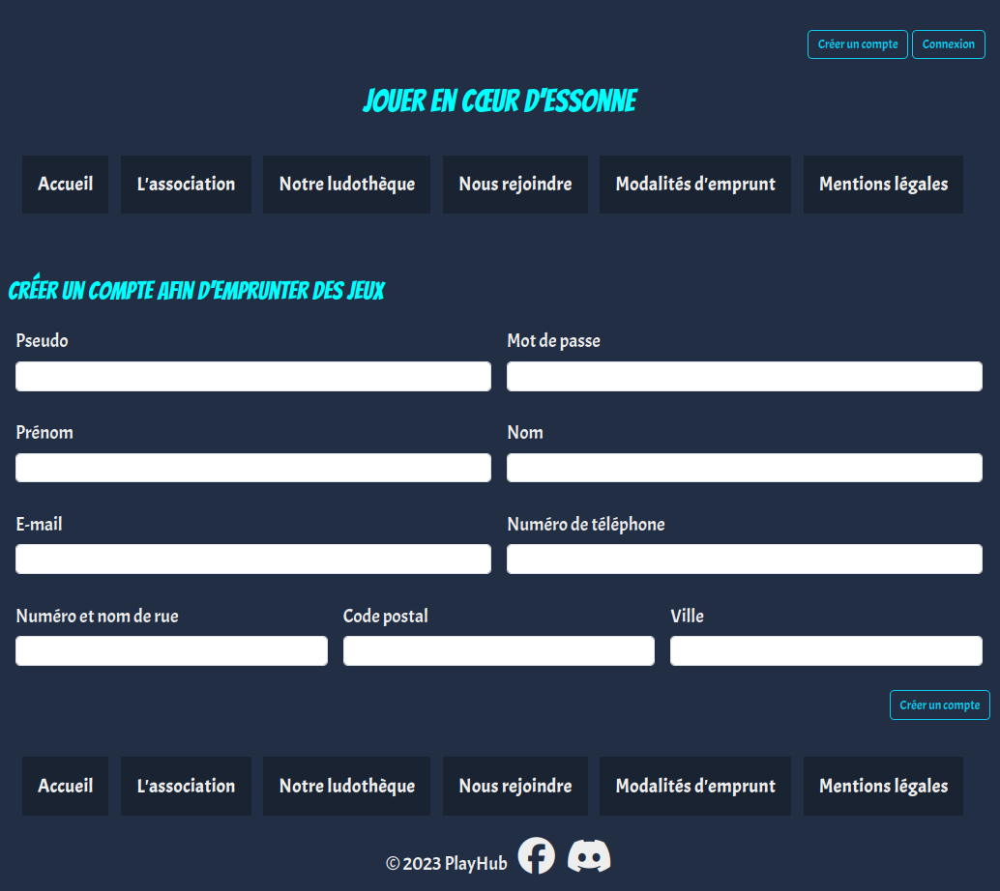 Créer un compte Connexion
JOUER EN CŒUR D'ESSONNE
Accueil L'association Notre ludothèque Nous rejoindre Modalités d'emprunt Mentions légales
CRÉER UN COMPTE AFIN D'EMPRUNTER DES JEUX
Pseudo Mot de passe
Prénom Nom
E-mail Numéro de téléphone
Numéro et nom de rue Code postal Ville
Créer un compte
Accueil L'association Notre ludothèque Nous rejoindre Modalités d'emprunt Mentions légales
© 2023 PlayHub